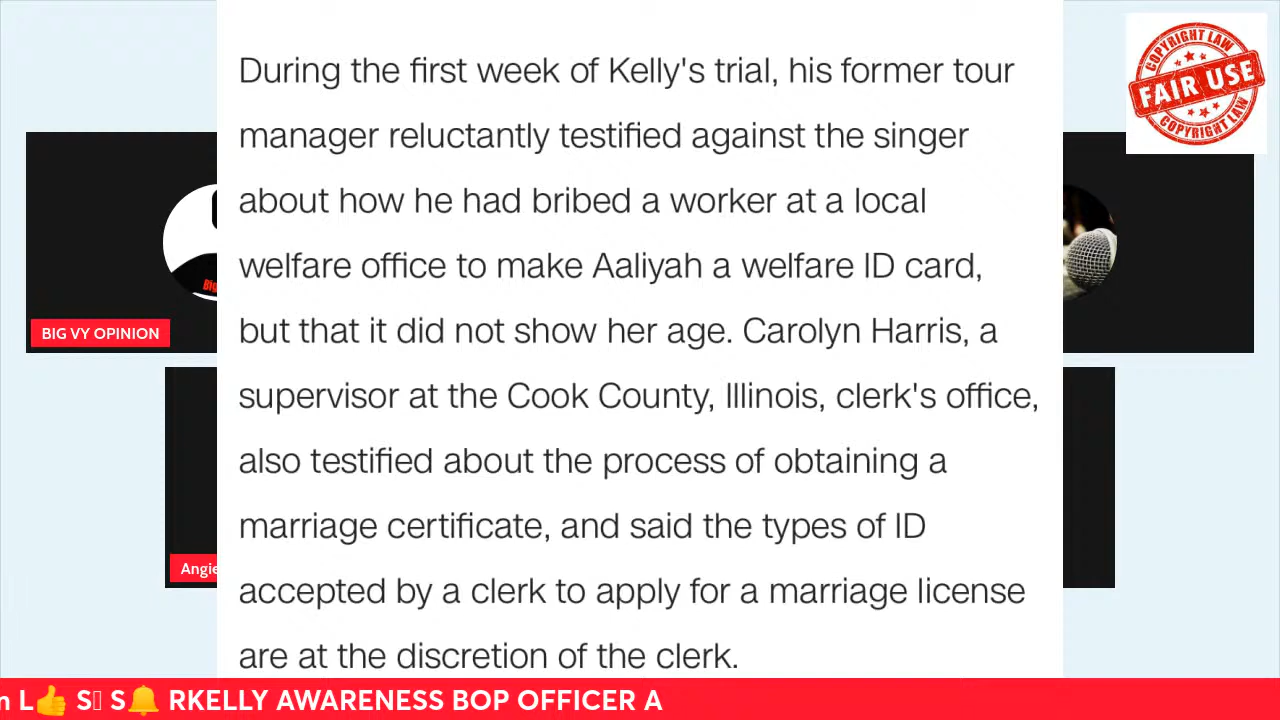 During the first week of Kelly's trial, his former tour
manager reluctantly testified against the singer
about how he had bribed a worker at a local
welfare office to make Aaliyah a welfare ID card,
but that it did not show her age. Carolyn Harris, a
supervisor at the Cook County, Illinois, clerk's office,
also testified about the process of obtaining a
marriage certificate, and said the types of ID
accepted by a clerk to apply for a marriage license
are at the discretion of the clerk.
COPYRIGHT LAW
FAIR USE
COPYRIGHT LAW
Big
BIG VY OPINION
Angie
n L👍 S S🔔 RKELLY AWARENESS BOP OFFICER A